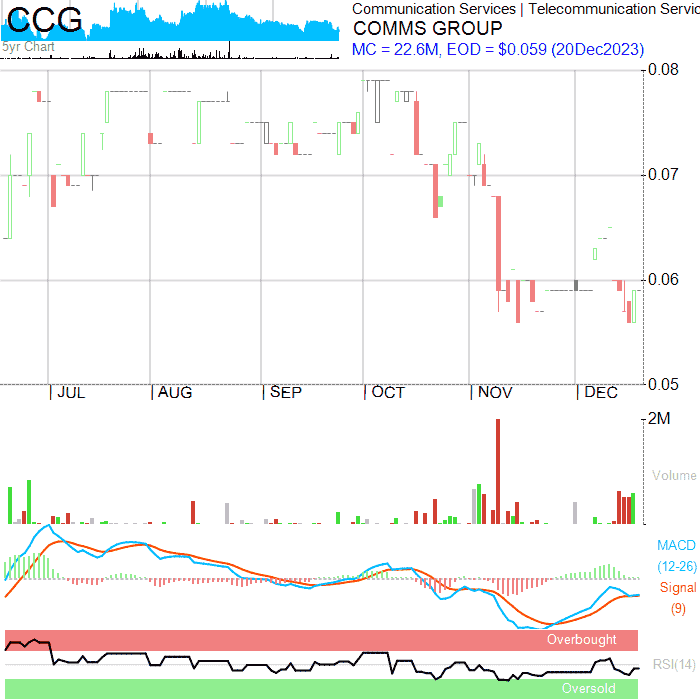 CCG
5yr Chart
Communication Services | Telecommunication Servic
COMMS GROUP
MC = 22.6M, EOD = $0.059 (20Dec2023)
0.08
0.07
0.06
0.05
JUL AUG SEP OCT NOV DEC
2M
Volume
MACD
(12-26)
Signal
(9)
Overbought
RSI(14)
Oversold